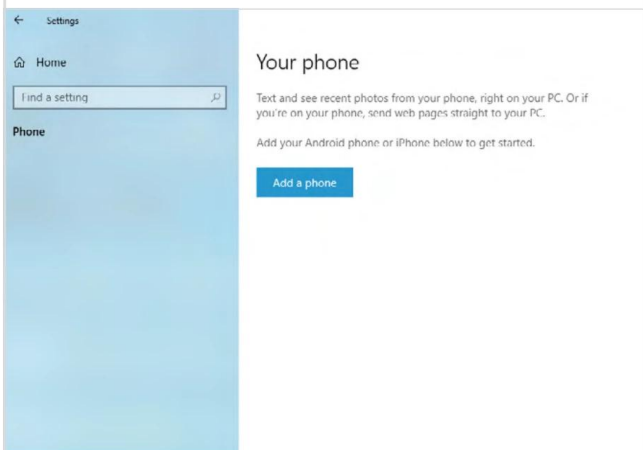 Settings
Home
Find a setting
Phone
Your phone
Text and see recent photos from your phone, right on your PC. Or if
you're on your phone, send web pages straight to your PC.
Add your Android phone or iPhone below to get started.
Add a phone